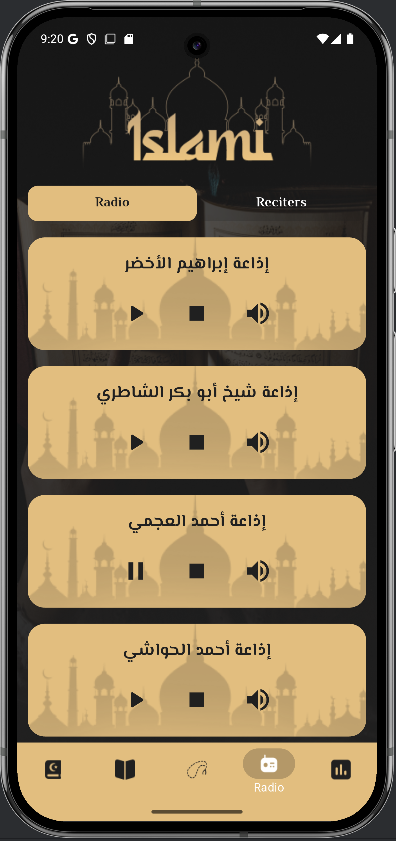 9:20
Islami
Radio
Reciters
إذاعة إبراهيم الأخضر
إذاعة شيخ أبو بكر الشاطري
إذاعة أحمد العجمي
إذاعة أحمد الحواشي
Radio